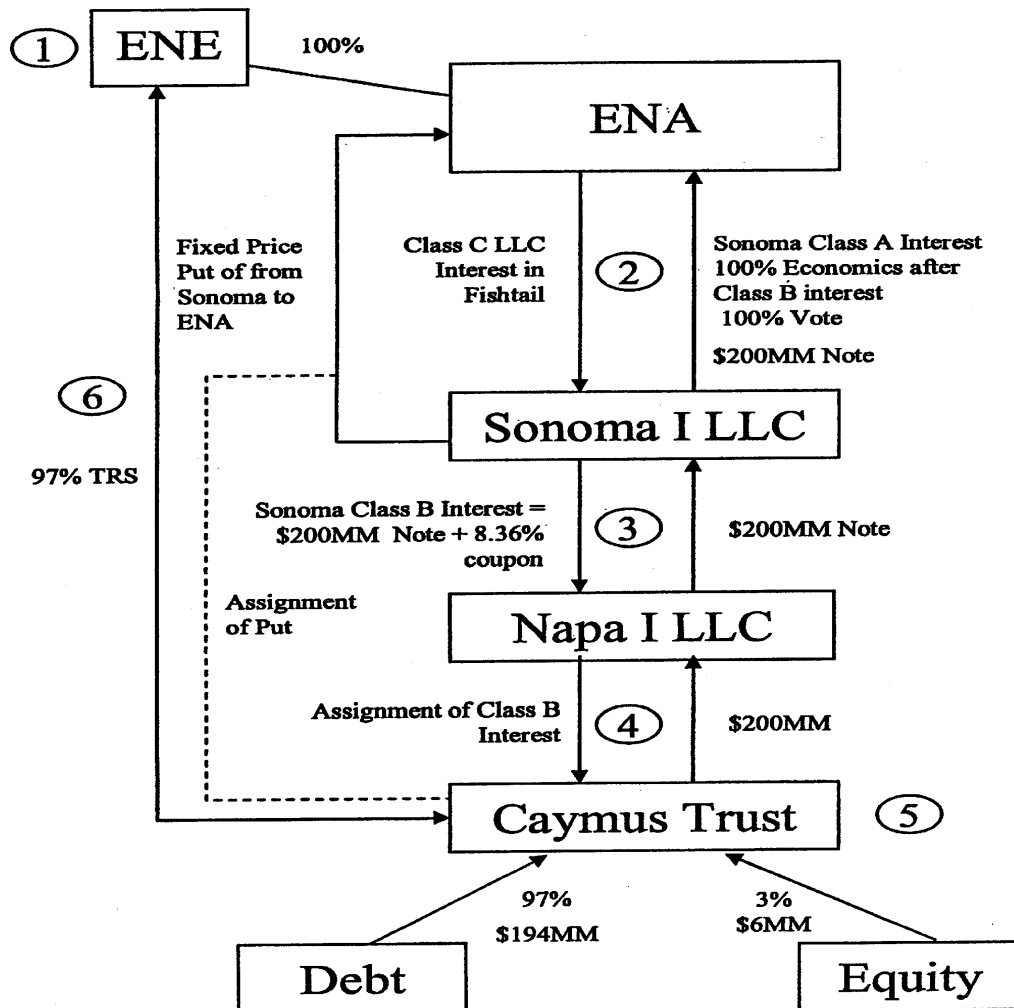 1
ENE
100%
ENA
Fixed Price
Put of from
Sonoma to
ENA
Class C LLC
Interest in
Fishtail
2
Sonoma Class A Interest
100% Economics after
Class B interest
100% Vote
$200MM Note
6
97% TRS
Sonoma I LLC
Sonoma Class B Interest =
$200MM Note + 8.36%
coupon
3
$200MM Note
Assignment
of Put
Napa I LLC
Assignment of Class B
Interest
4
$200MM
Caymus Trust
5
97%
$194MM
3%
$6MM
Debt
Equity